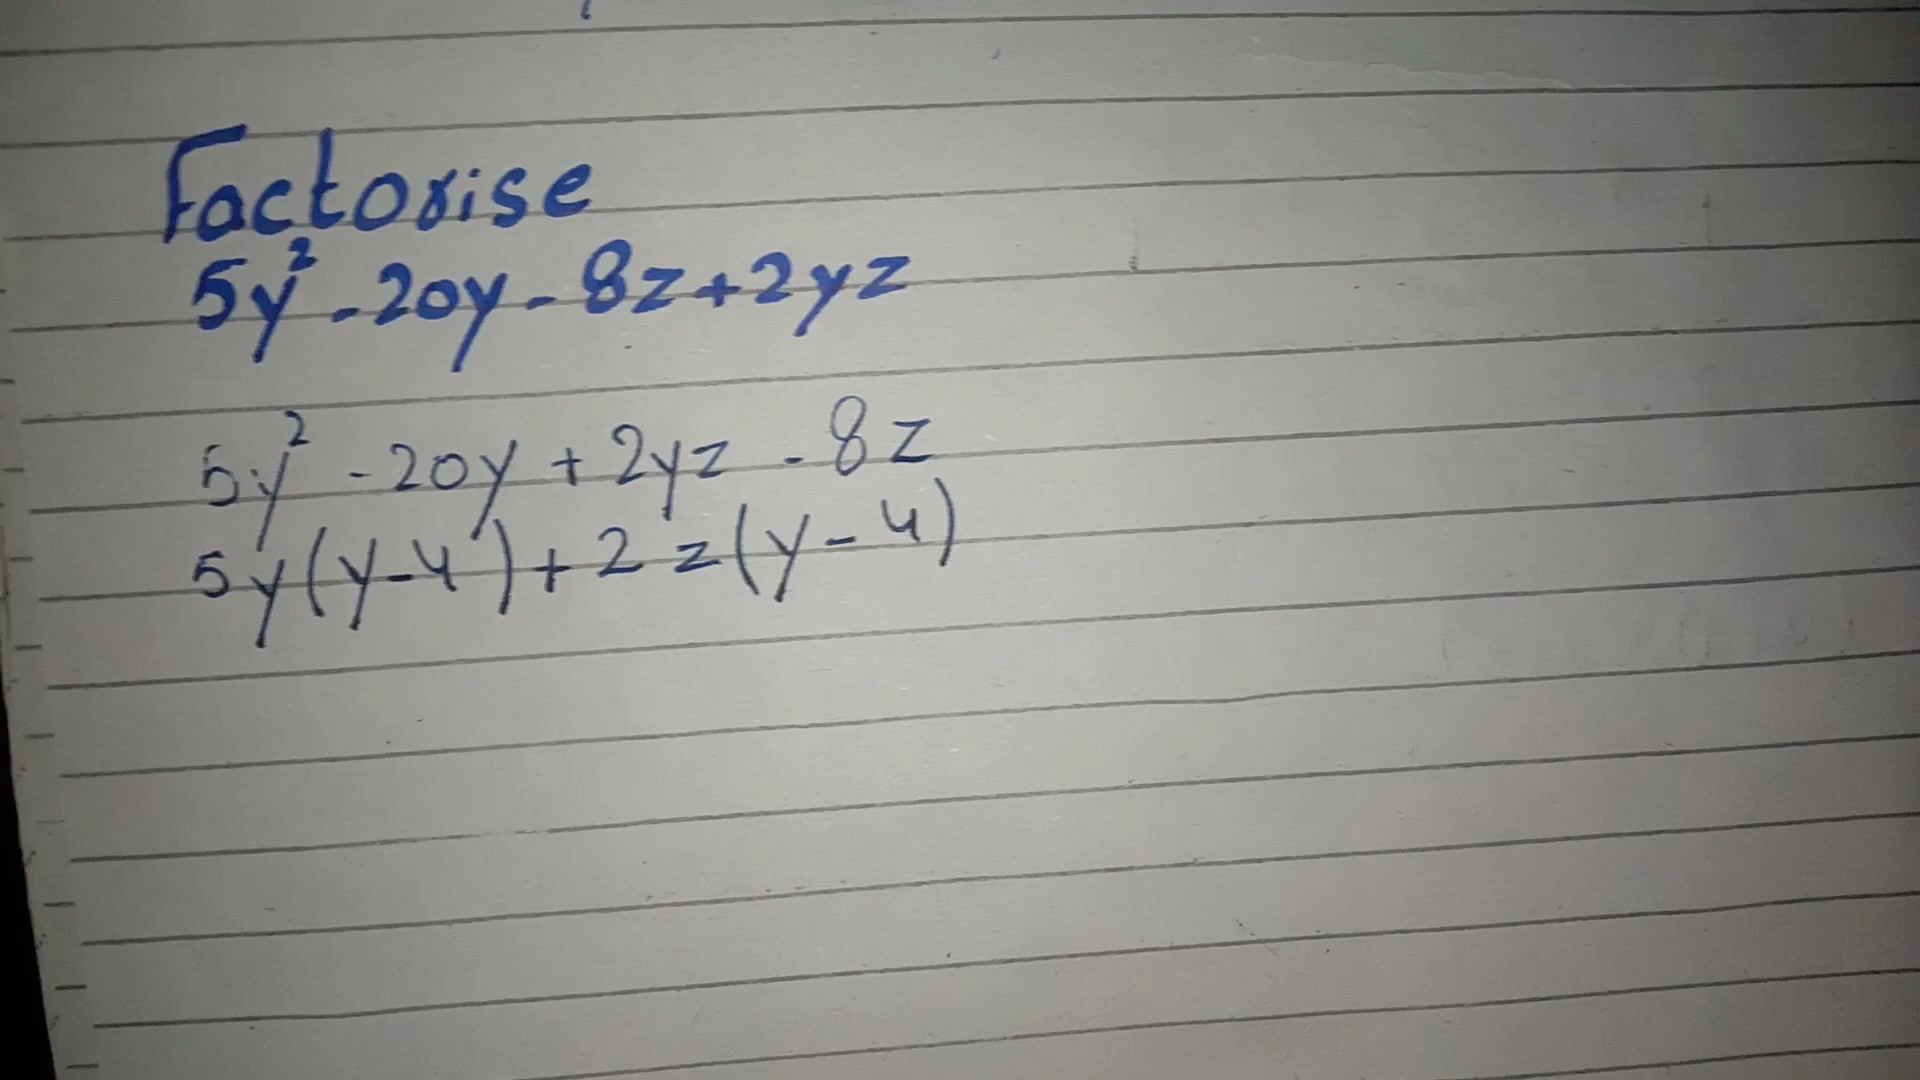 Factorise
5y² - 20y - 8z + 2yz
5y² - 20y + 2yz - 8z
5y(y-4) + 2z(y-4)